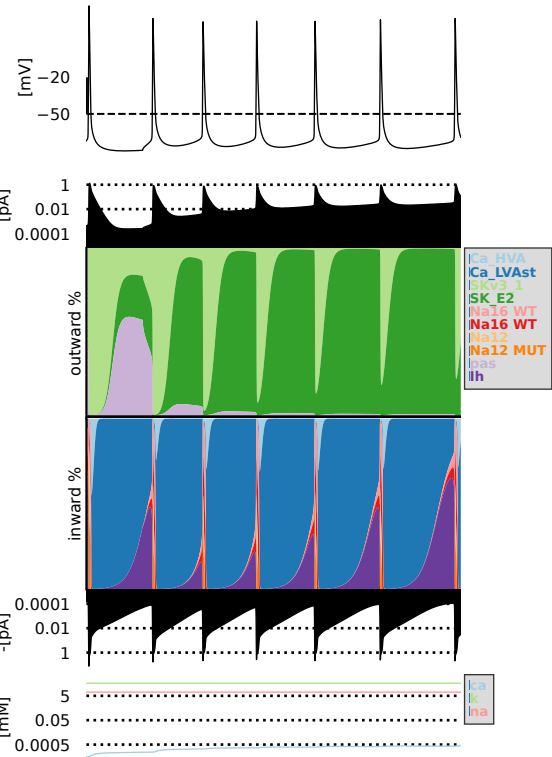 [mV]
−20
−50
[pA]
1
0.01
0.0001
outward %
Ca_HVA
Ca_LVAst
SKv3_1
SK_E2
Na16 WT
Na16 WT
Na12
Na12 MUT
pas
Ih
inward %
-[pA]
0.0001
0.01
1
[mM]
5
0.05
0.0005
ca
k
na